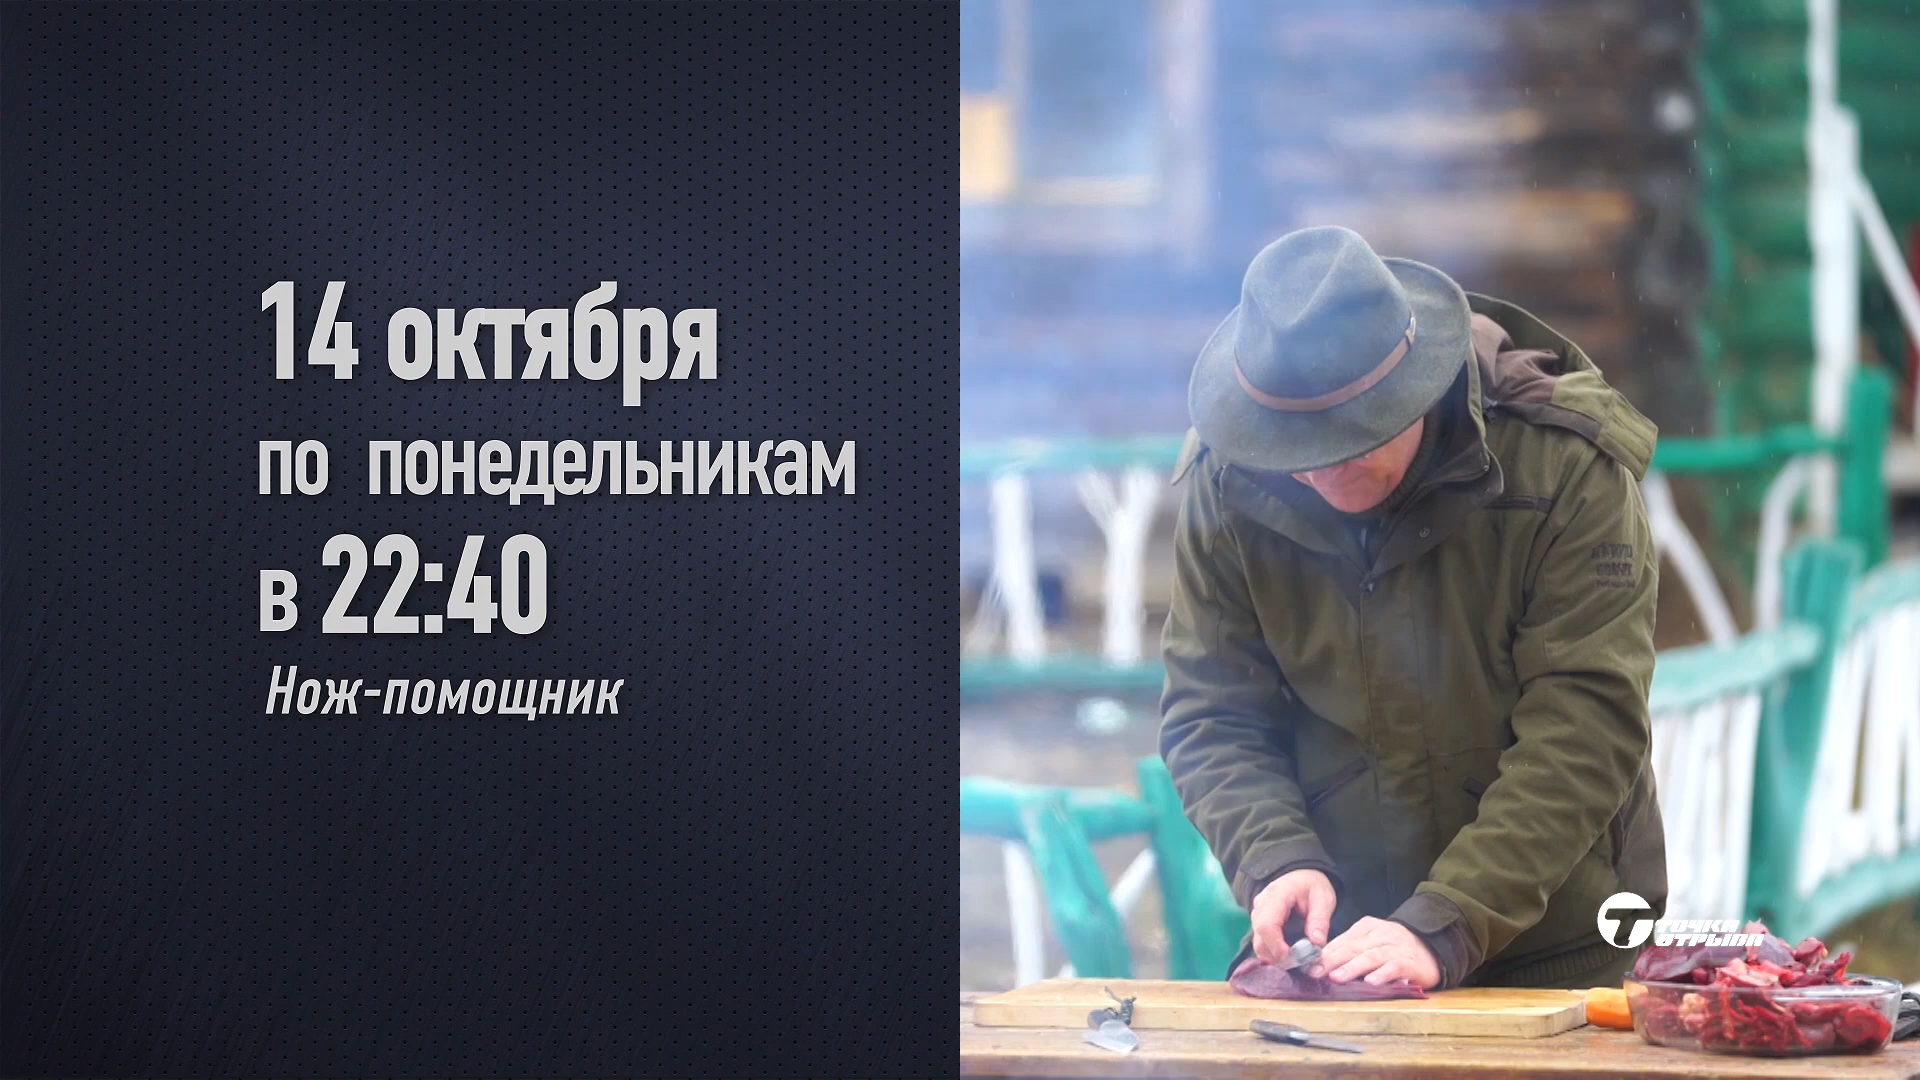 14 октября
по понедельникам
в 22:40
Нож-помощник
ТОЧКА
ОТРЫВА